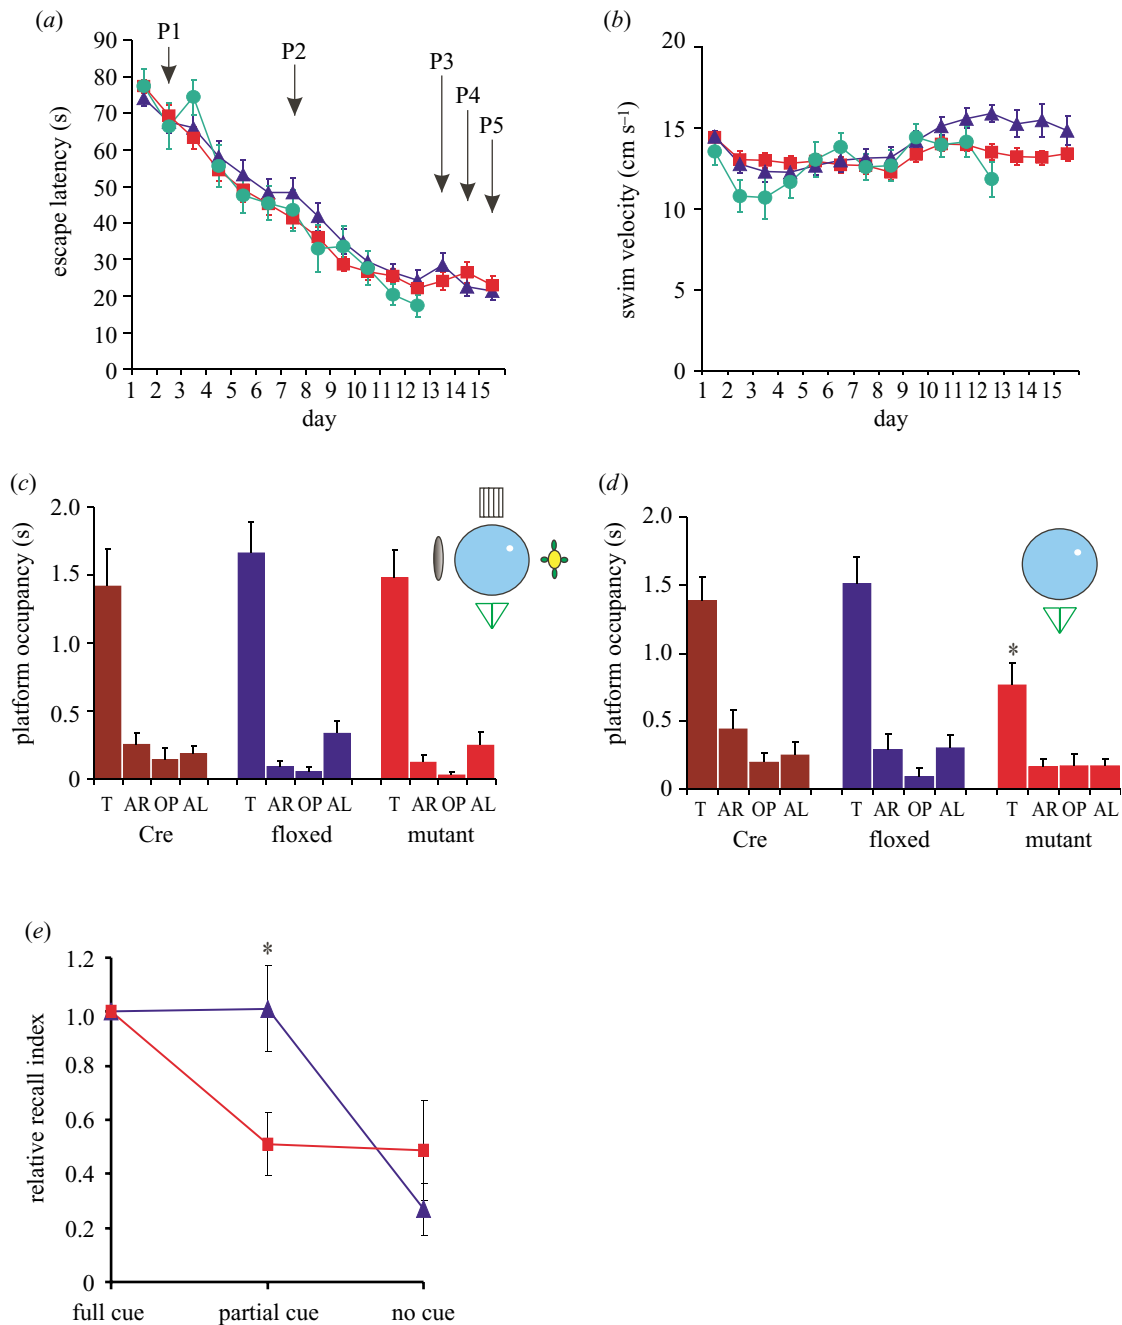 (a)
P1
P2
P3
P4
P5
90
80
70
60
50
40
30
20
10
0
escape latency (s)
1 2 3 4 5 6 7 8 9 10 11 12 13 14 15
day
(b)
20
15
10
5
0
swim velocity (cm s⁻¹)
1 2 3 4 5 6 7 8 9 10 11 12 13 14 15
day
(c)
2.0
1.5
1.0
0.5
0
platform occupancy (s)
T AR OP AL T AR OP AL T AR OP AL
Cre floxed mutant
(d)
2.0
1.5
1.0
0.5
0
platform occupancy (s)
*
T AR OP AL T AR OP AL T AR OP AL
Cre floxed mutant
(e)
*
1.2
1.0
0.8
0.6
0.4
0.2
0
relative recall index
full cue partial cue no cue